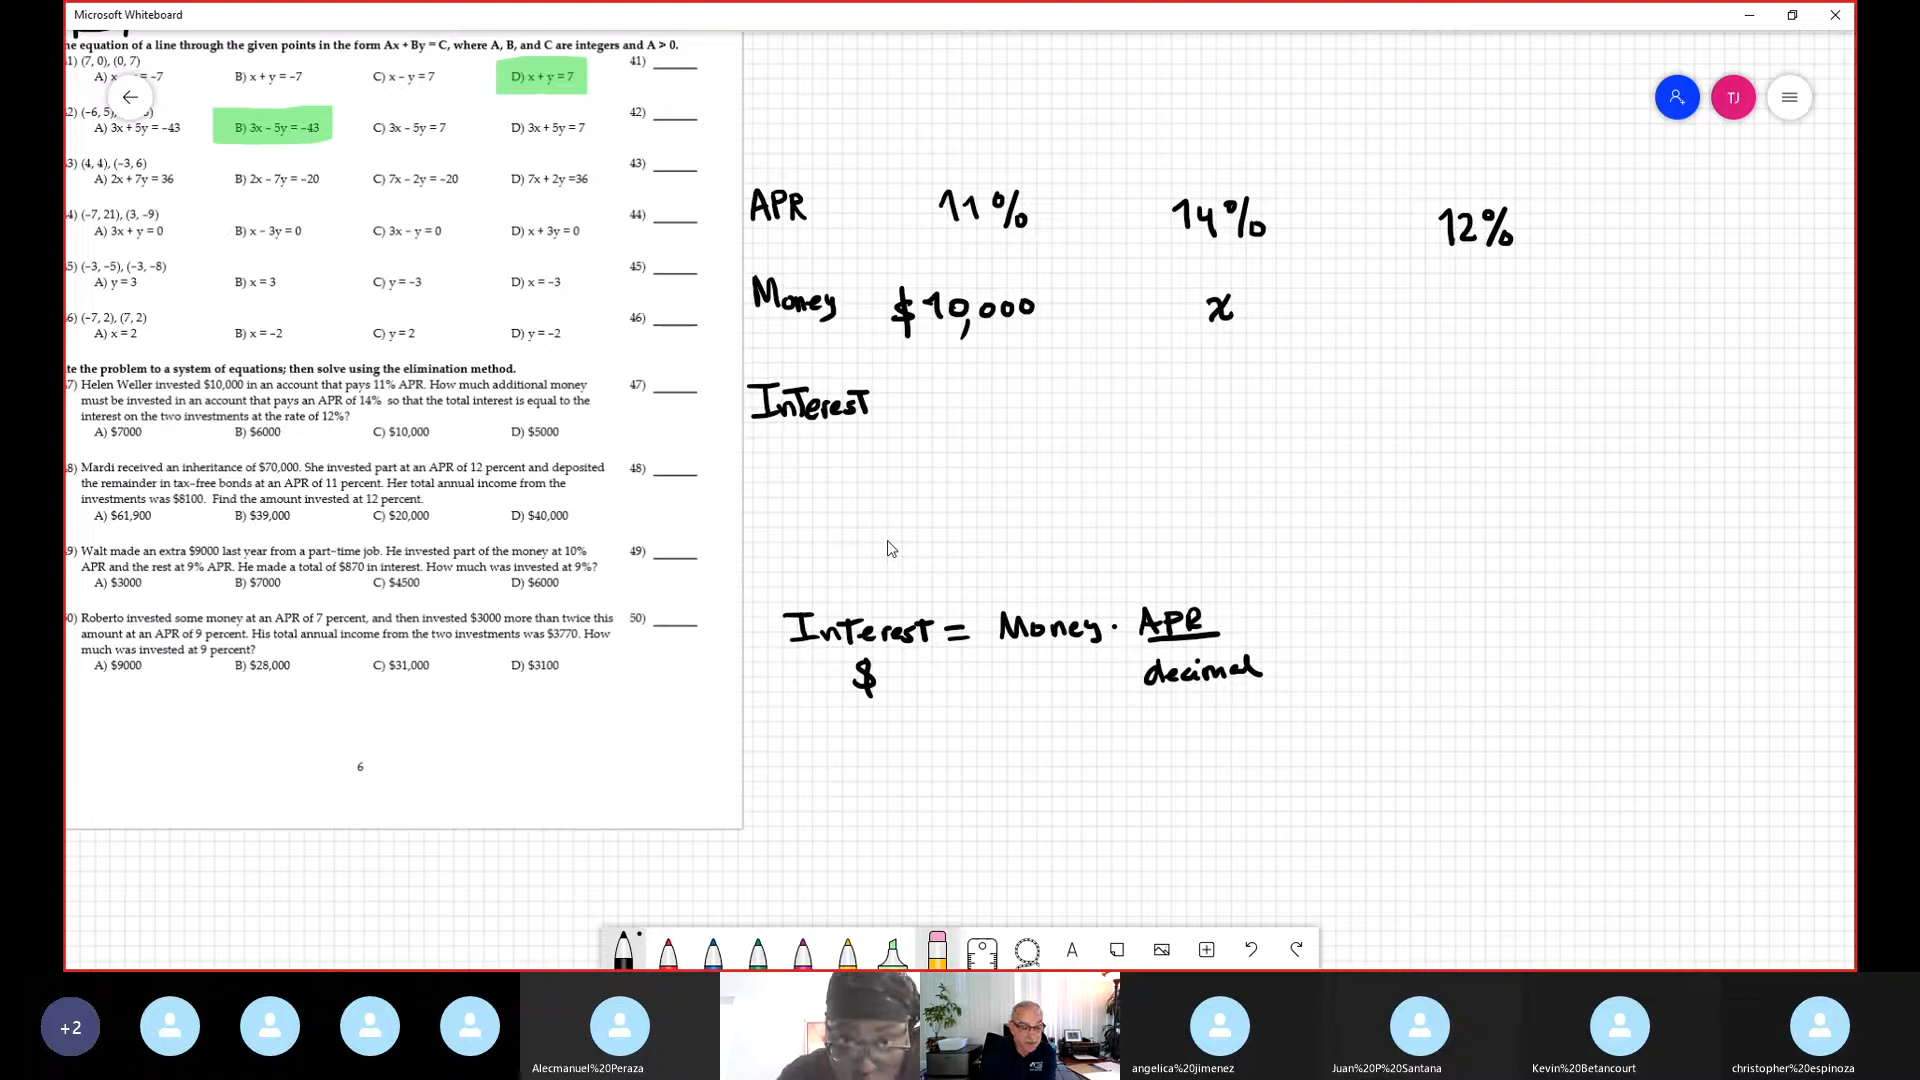 Microsoft Whiteboard
ne equation of a line through the given points in the form Ax + By = C, where A, B, and C are integers and A > 0.
1) (7, 0), (0, 7)
41)
= -7
B) x + y = -7
C) x - y = 7
D) x + y = 7
2) (-6, 5),
42)
A) 3x + 5y = -43
B) 3x - 5y = -43
C) 3x - 5y = 7
D) 3x + 5y = 7
3) (4, 4), (-3, 6)
43)
A) 2x + 7y = 36
B) 2x - 7y = -20
C) 7x - 2y = -20
D) 7x + 2y =36
4) (-7, 21), (3, -9)
44)
A) 3x + y = 0
B) x - 3y = 0
C) 3x - y = 0
D) x + 3y = 0
5) (-3, -5), (-3, -8)
45)
A) y = 3
B) x = 3
C) y = -3
D) x = -3
6) (-7, 2), (7, 2)
46)
A) x = 2
B) x = -2
C) y = 2
D) y = -2
te the problem to a system of equations; then solve using the elimination method.
7) Helen Weller invested $10,000 in an account that pays 11% APR. How much additional money
47)
must be invested in an account that pays an APR of 14% so that the total interest is equal to the
interest on the two investments at the rate of 12%?
A) $7000
B) $6000
C) $10,000
D) $5000
8) Mardi received an inheritance of $70,000. She invested part at an APR of 12 percent and deposited
48)
the remainder in tax-free bonds at an APR of 11 percent. Her total annual income from the
investments was $8100. Find the amount invested at 12 percent.
A) $61,900
B) $39,000
C) $20,000
D) $40,000
9) Walt made an extra $9000 last year from a part-time job. He invested part of the money at 10%
49)
APR and the rest at 9% APR. He made a total of $870 in interest. How much was invested at 9%?
A) $3000
B) $7000
C) $4500
D) $6000
0) Roberto invested some money at an APR of 7 percent, and then invested $3000 more than twice this
50)
amount at an APR of 9 percent. His total annual income from the two investments was $3770. How
much was invested at 9 percent?
A) $9000
B) $28,000
C) $31,000
D) $3100
6
APR 11% 14% 12%
Money $10,000 x
Interest
Interest = Money · APR
$ decimal
TJ
A
+2
Alecmanuel%20Peraza
angelica%20jimenez
Juan%20P%20Santana
Kevin%20Betancourt
christopher%20espinoza